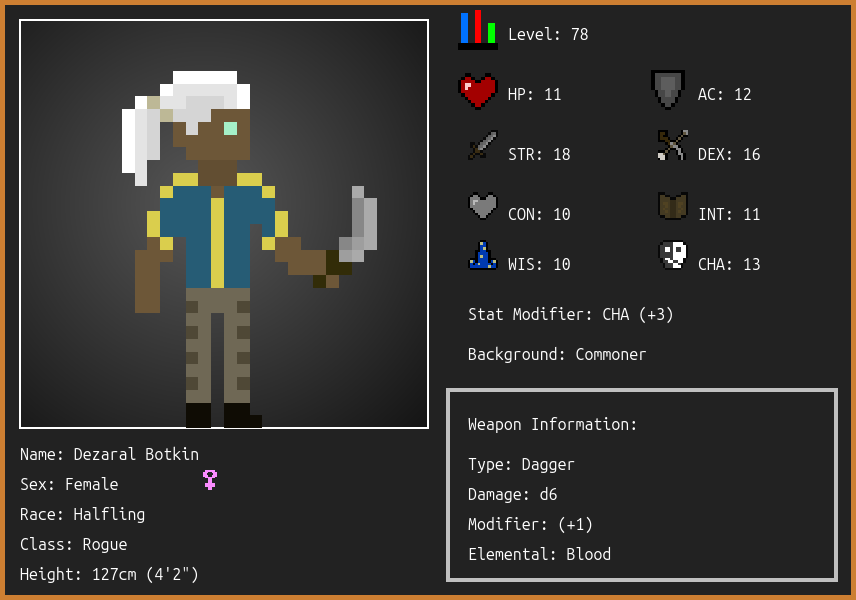 Level: 78
HP: 11
AC: 12
STR: 18
DEX: 16
CON: 10
INT: 11
WIS: 10
CHA: 13
Stat Modifier: CHA (+3)
Background: Commoner
Weapon Information:
Type: Dagger
Damage: d6
Modifier: (+1)
Elemental: Blood
Name: Dezaral Botkin
Sex: Female
Race: Halfling
Class: Rogue
Height: 127cm (4'2")